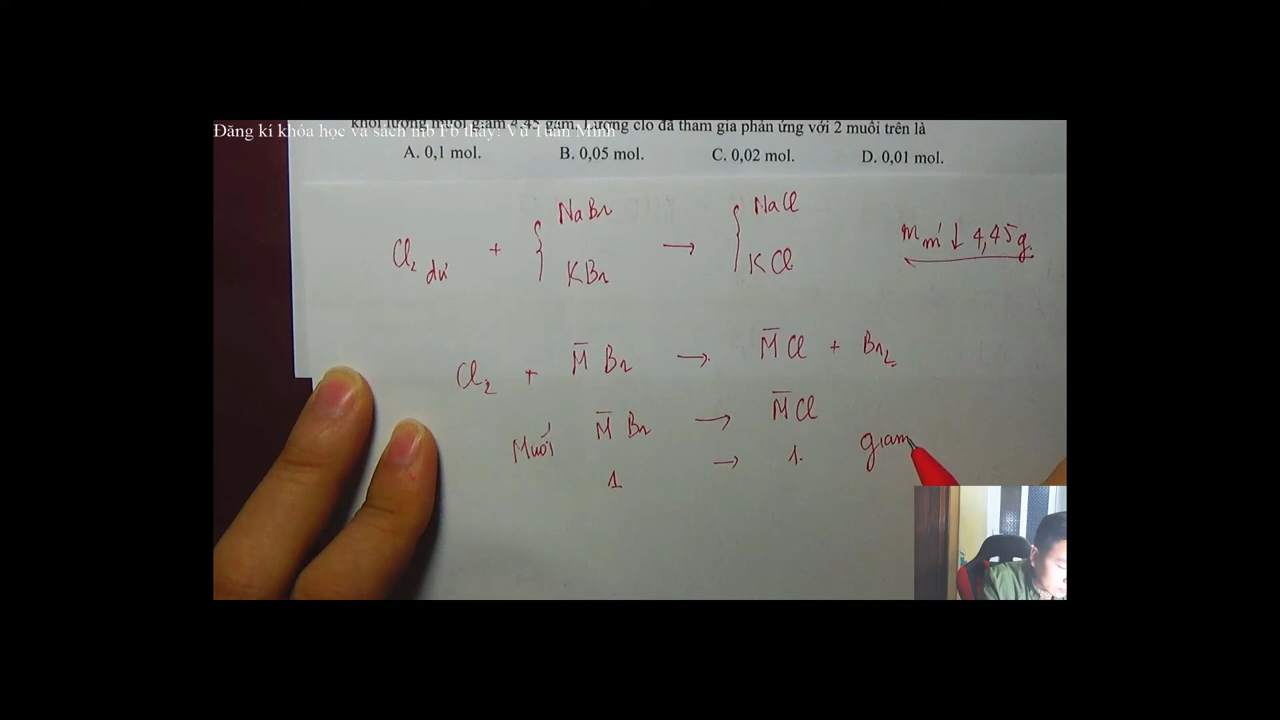 Đăng kí khóa học và sách mb Fb thầy: Vũ Tuấn Minh
khối lượng muối giảm 4,45 gam. Lượng clo đã tham gia phản ứng với 2 muối trên là
A. 0,1 mol. B. 0,05 mol. C. 0,02 mol. D. 0,01 mol.
Cl₂ dư + { NaBr KBr → { NaCl KCl m m' ↓ 4,45g.
Cl₂ + M̄ Br → M̄ Cl + Br₂
Muối M̄ Br → M̄ Cl
1 → 1. giam